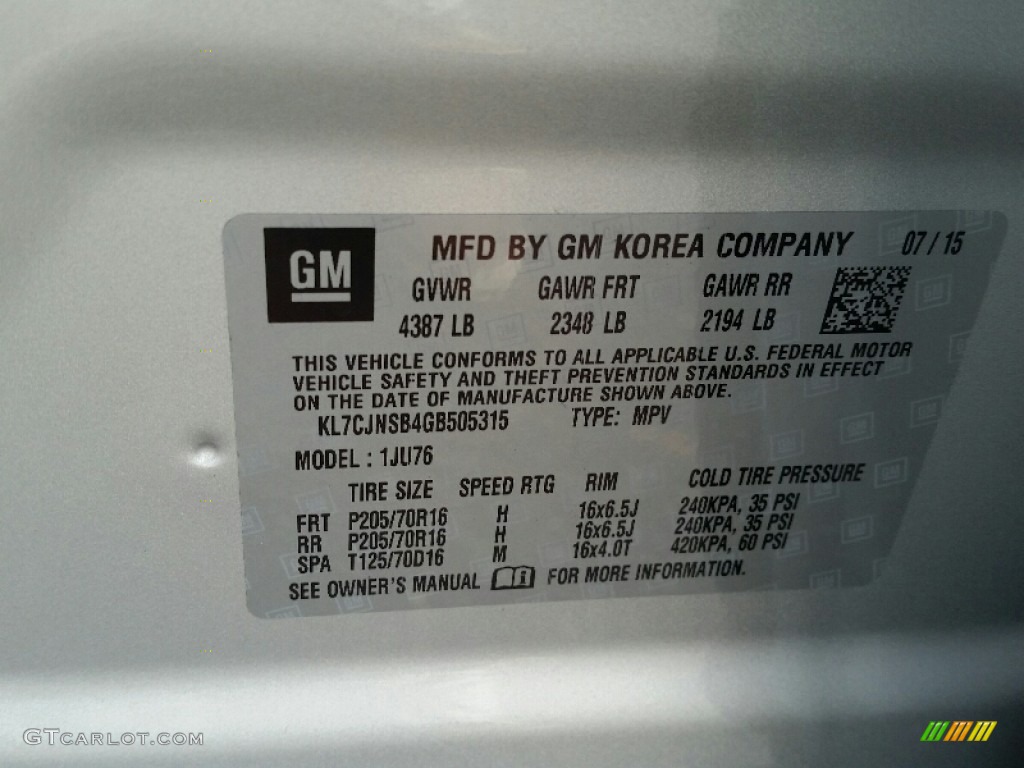 GM
MFD BY GM KOREA COMPANY 07/15
GVWR GAWR FRT GAWR RR
4387 LB 2348 LB 2194 LB
THIS VEHICLE CONFORMS TO ALL APPLICABLE U.S. FEDERAL MOTOR
VEHICLE SAFETY AND THEFT PREVENTION STANDARDS IN EFFECT
ON THE DATE OF MANUFACTURE SHOWN ABOVE.
KL7CJNSB4GB505315 TYPE: MPV
MODEL : 1JU76
TIRE SIZE SPEED RTG RIM COLD TIRE PRESSURE
FRT P205/70R16 H 16x6.5J 240KPA, 35 PSI
RR P205/70R16 H 16x6.5J 240KPA, 35 PSI
SPA T125/70D16 M 16x4.0T 420KPA, 60 PSI
SEE OWNER'S MANUAL FOR MORE INFORMATION.
GTCARLOT.COM